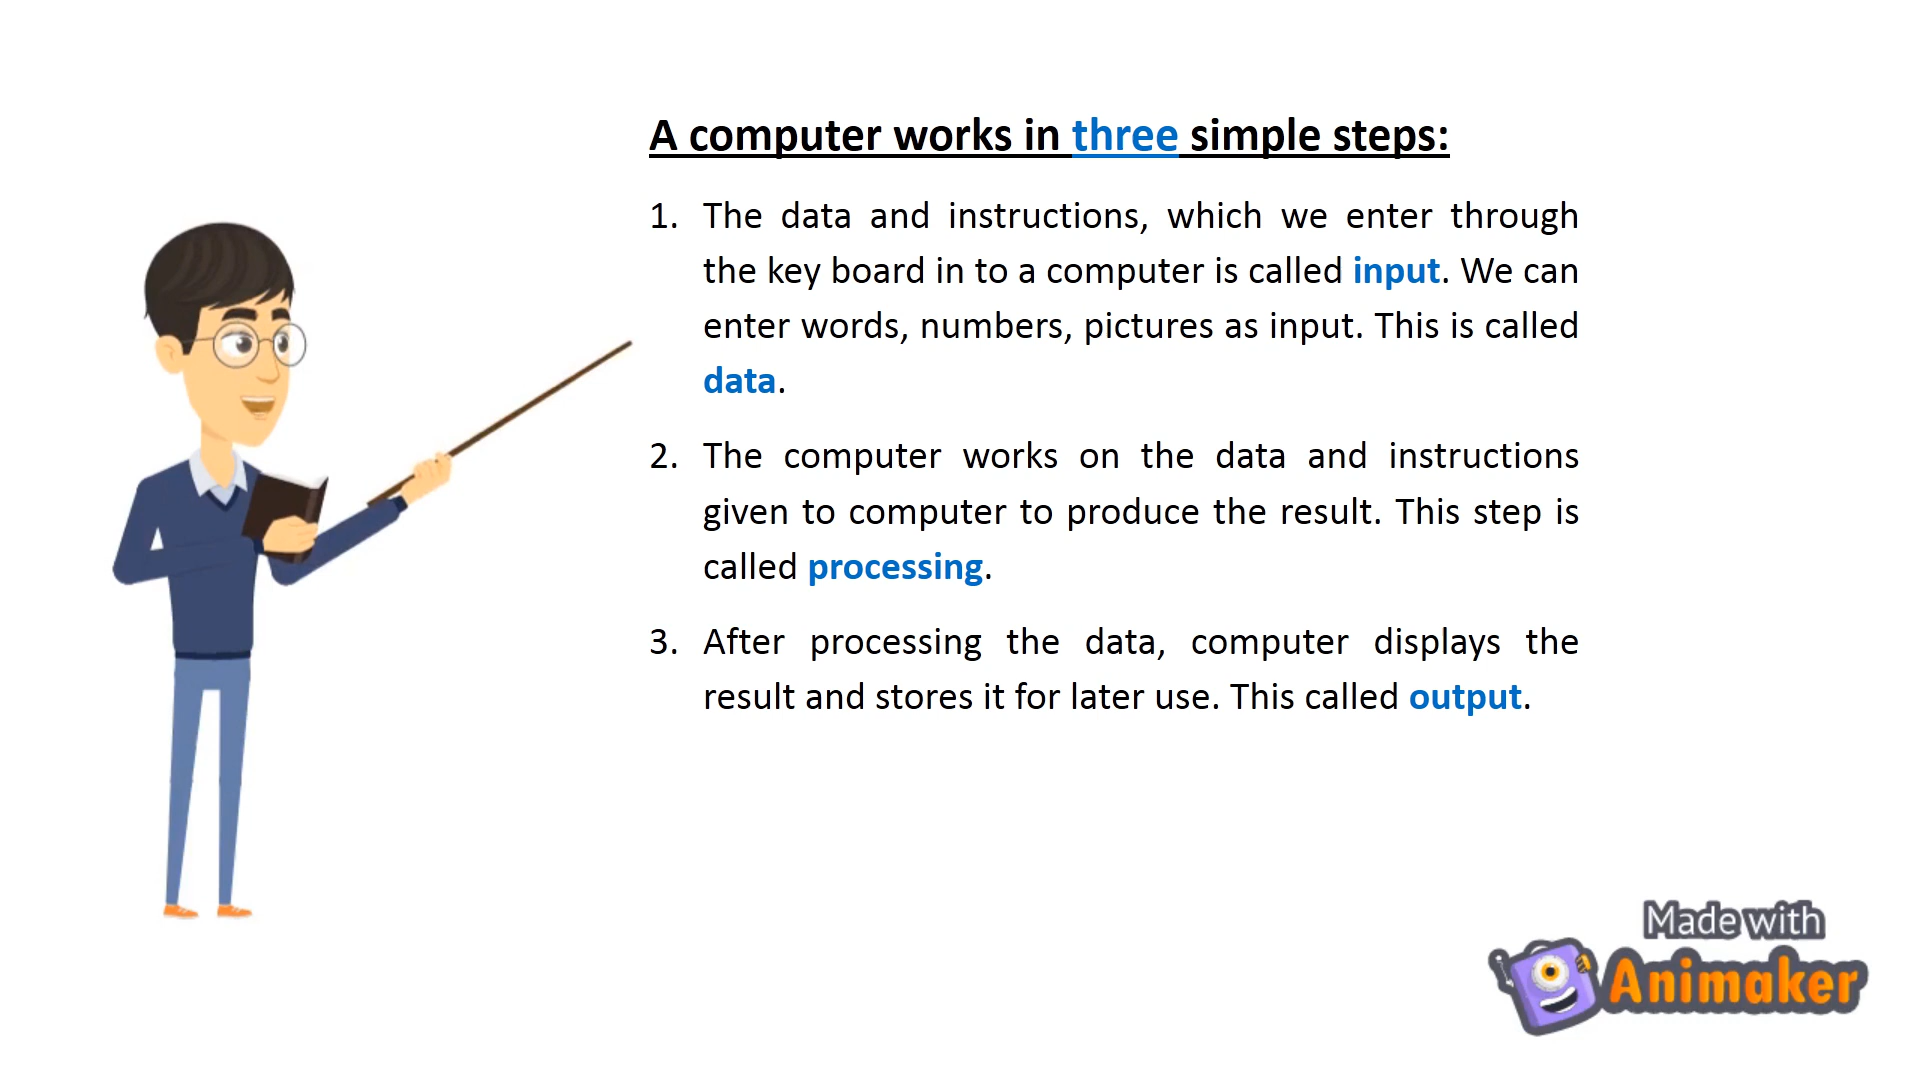 A computer works in three simple steps:
1. The data and instructions, which we enter through
the key board in to a computer is called input. We can
enter words, numbers, pictures as input. This is called
data.
2. The computer works on the data and instructions
given to computer to produce the result. This step is
called processing.
3. After processing the data, computer displays the
result and stores it for later use. This called output.
Made with
Animaker